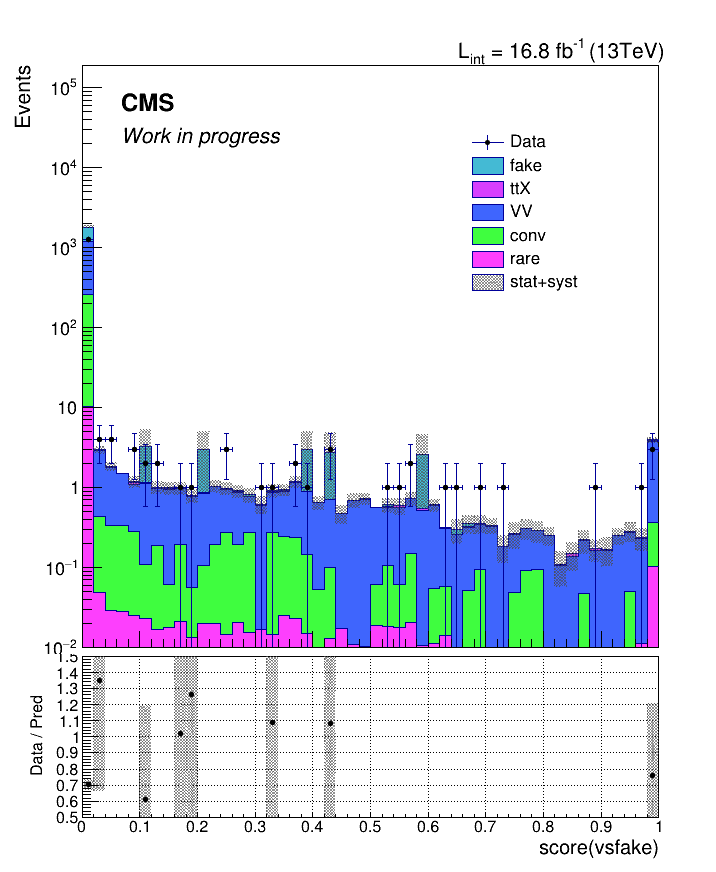 L_int = 16.8 fb^-1 (13TeV)
Events
CMS
Work in progress
Data
fake
ttX
VV
conv
rare
stat+syst
10^5
10^4
10^3
10^2
10
1
10^-1
10^-2
Data / Pred
1.5
1.4
1.3
1.2
1.1
1
0.9
0.8
0.7
0.6
0.5
0 0.1 0.2 0.3 0.4 0.5 0.6 0.7 0.8 0.9 1
score(vsfake)